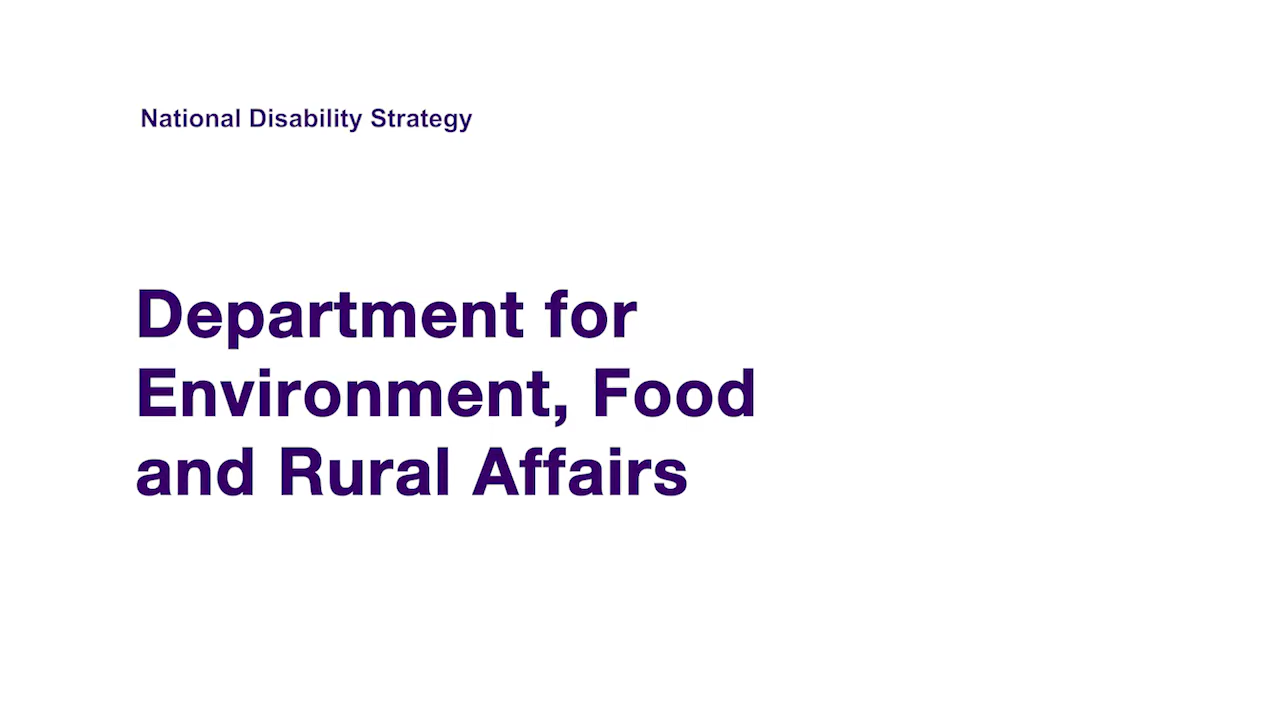 National Disability Strategy
Department for
Environment, Food
and Rural Affairs